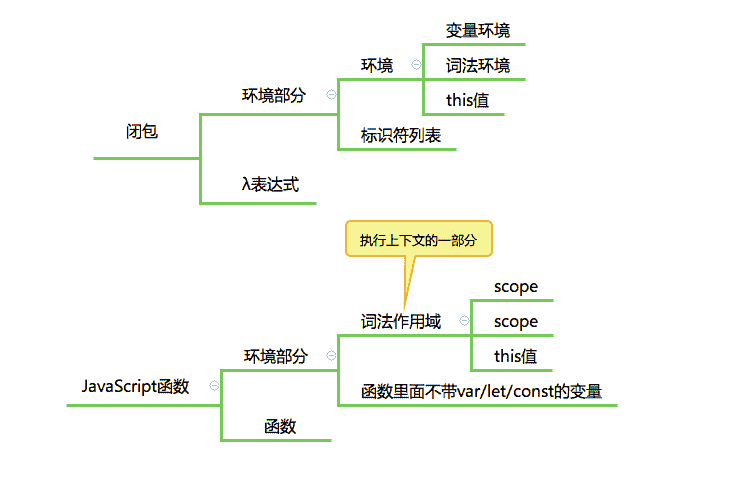 闭包
环境部分
环境
变量环境
词法环境
this值
标识符列表
λ表达式
执行上下文的一部分
JavaScript函数
环境部分
词法作用域
scope
scope
this值
函数里面不带var/let/const的变量
函数